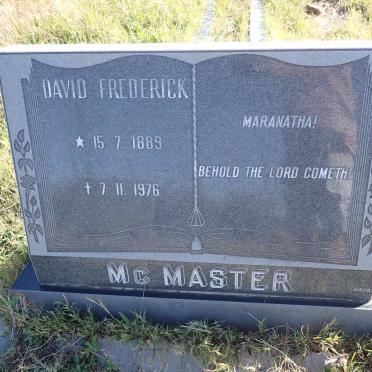 DAVID FREDERICK
★ 15. 7. 1889
✝ 7. 11. 1976
MARANATHA!
BEHOLD THE LORD COMETH
MC MASTER